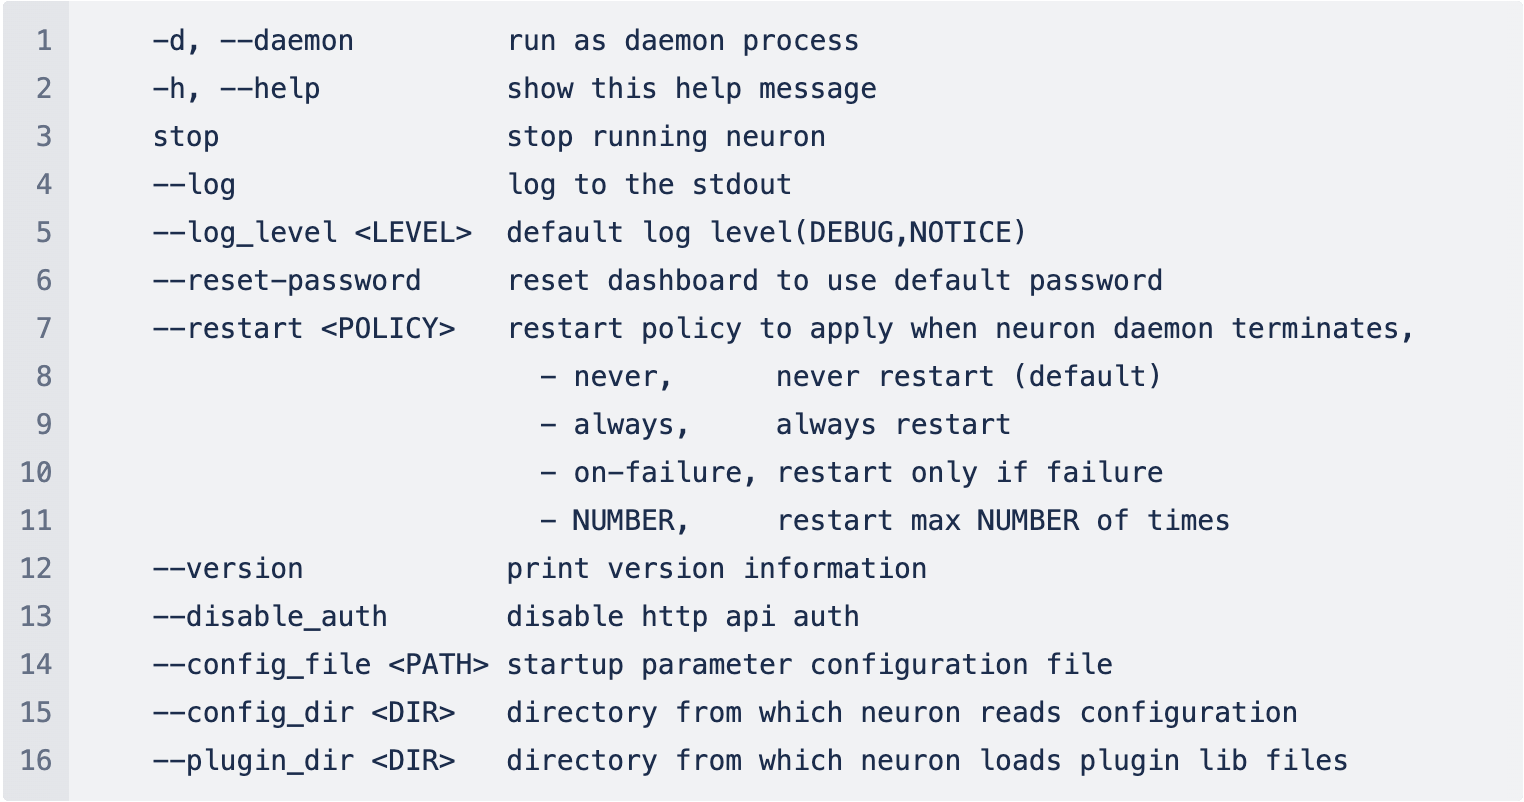 1     -d, --daemon         run as daemon process
2     -h, --help           show this help message
3     stop                 stop running neuron
4     --log                log to the stdout
5     --log_level <LEVEL>  default log level(DEBUG,NOTICE)
6     --reset-password     reset dashboard to use default password
7     --restart <POLICY>   restart policy to apply when neuron daemon terminates,
8                            - never,      never restart (default)
9                            - always,     always restart
10                           - on-failure, restart only if failure
11                           - NUMBER,     restart max NUMBER of times
12    --version            print version information
13    --disable_auth       disable http api auth
14    --config_file <PATH> startup parameter configuration file
15    --config_dir <DIR>   directory from which neuron reads configuration
16    --plugin_dir <DIR>   directory from which neuron loads plugin lib files